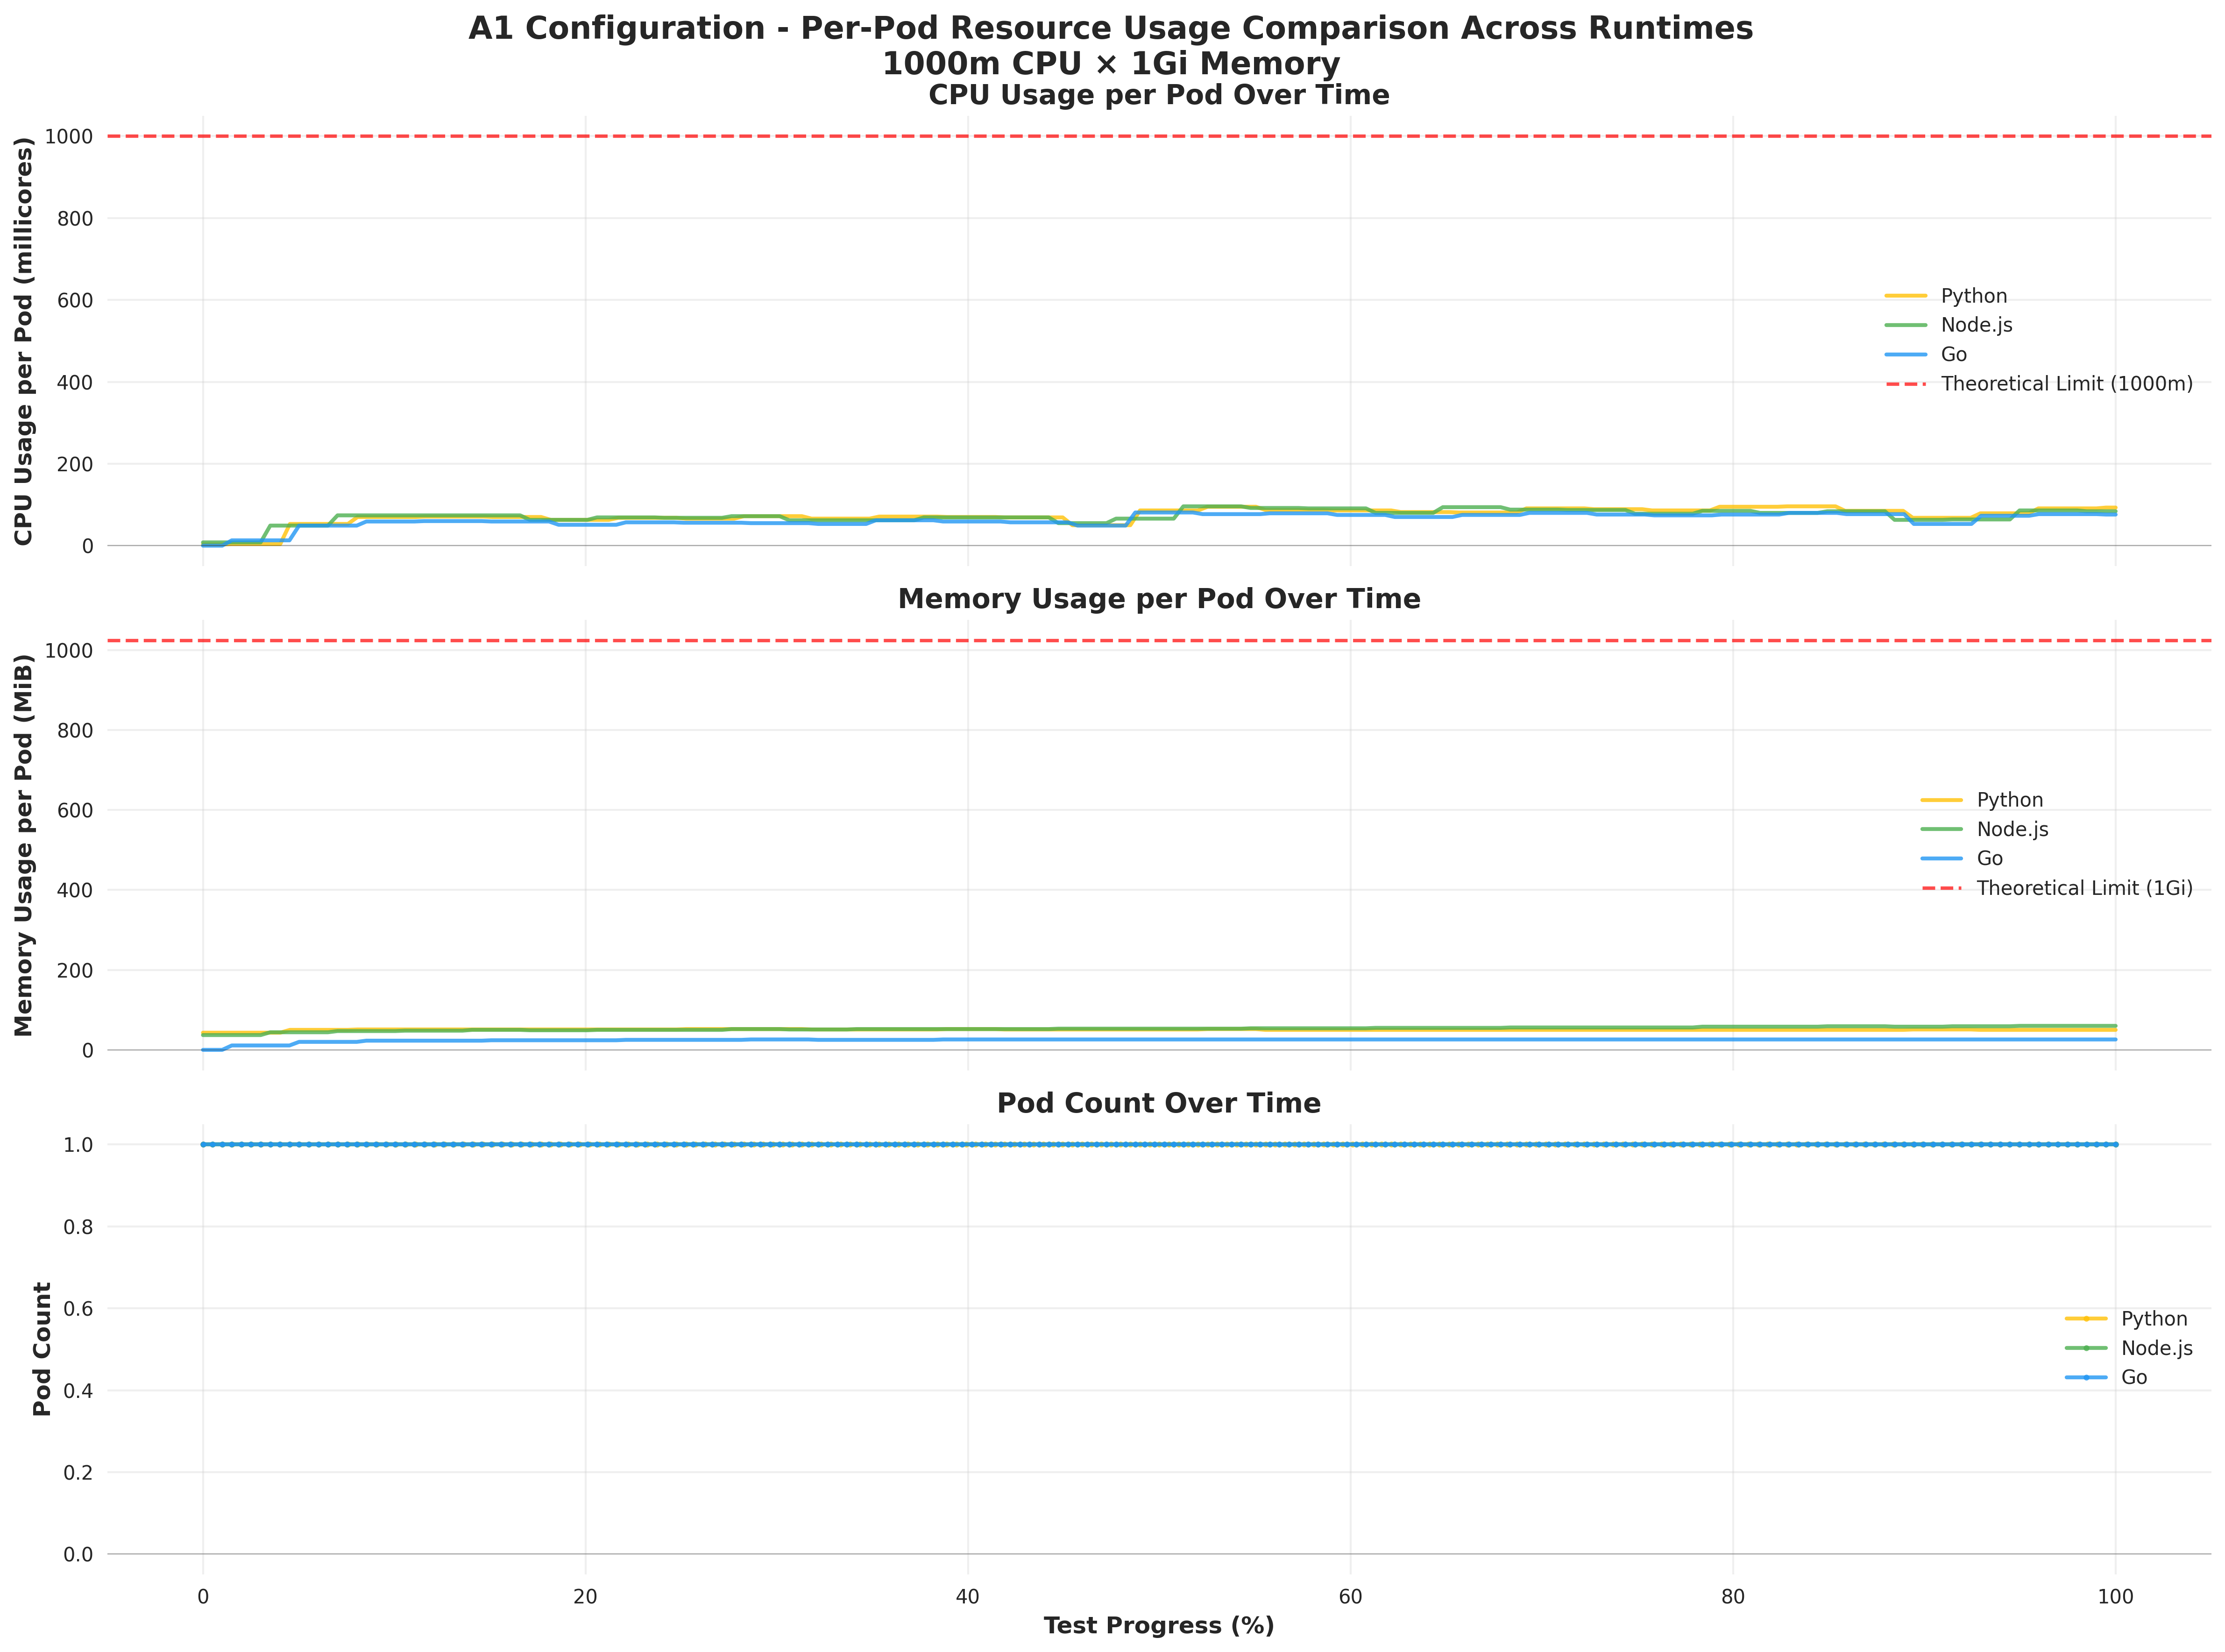 A1 Configuration - Per-Pod Resource Usage Comparison Across Runtimes
1000m CPU × 1Gi Memory
CPU Usage per Pod Over Time
CPU Usage per Pod (millicores)
1000
800
600
400
200
0
Python
Node.js
Go
Theoretical Limit (1000m)
Memory Usage per Pod Over Time
Memory Usage per Pod (MiB)
1000
800
600
400
200
0
Python
Node.js
Go
Theoretical Limit (1Gi)
Pod Count Over Time
Pod Count
1.0
0.8
0.6
0.4
0.2
0.0
Python
Node.js
Go
0
20
40
60
80
100
Test Progress (%)